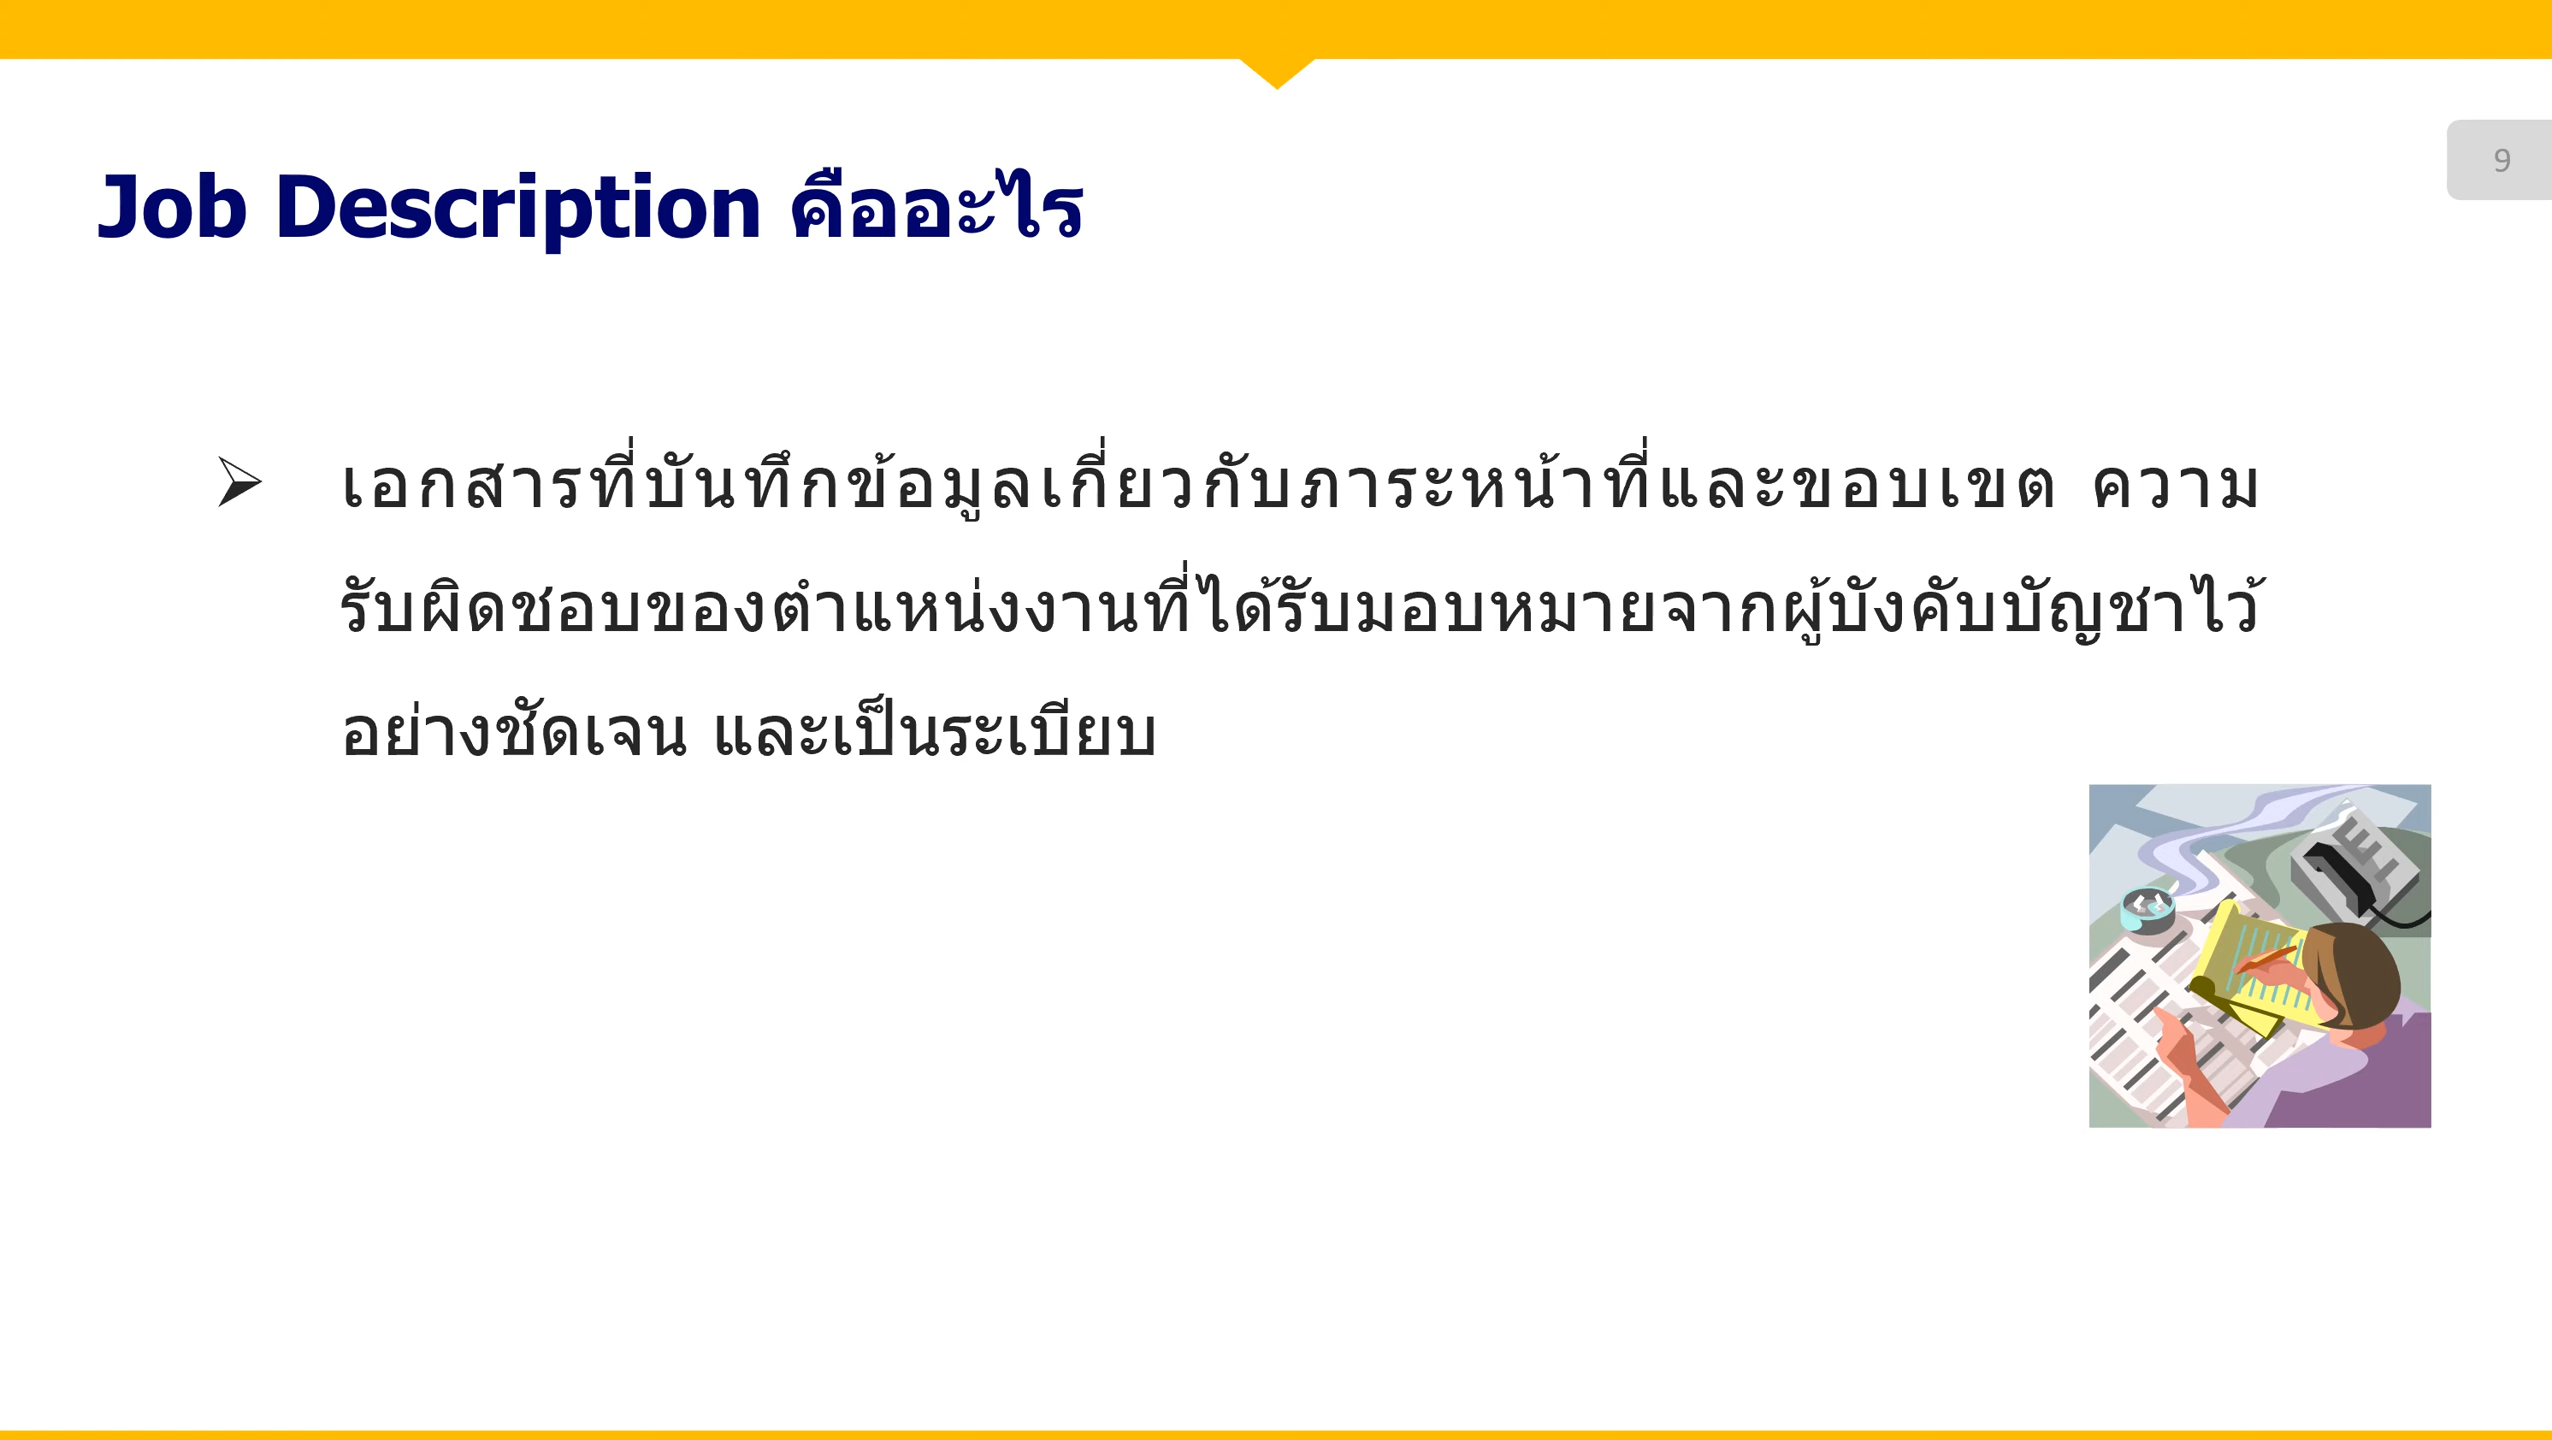 9
Job Description คืออะไร
เอกสารที่บันทึกข้อมูลเกี่ยวกับภาระหน้าที่และขอบเขต ความ
รับผิดชอบของตำแหน่งงานที่ได้รับมอบหมายจากผู้บังคับบัญชาไว้
อย่างชัดเจน และเป็นระเบียบ